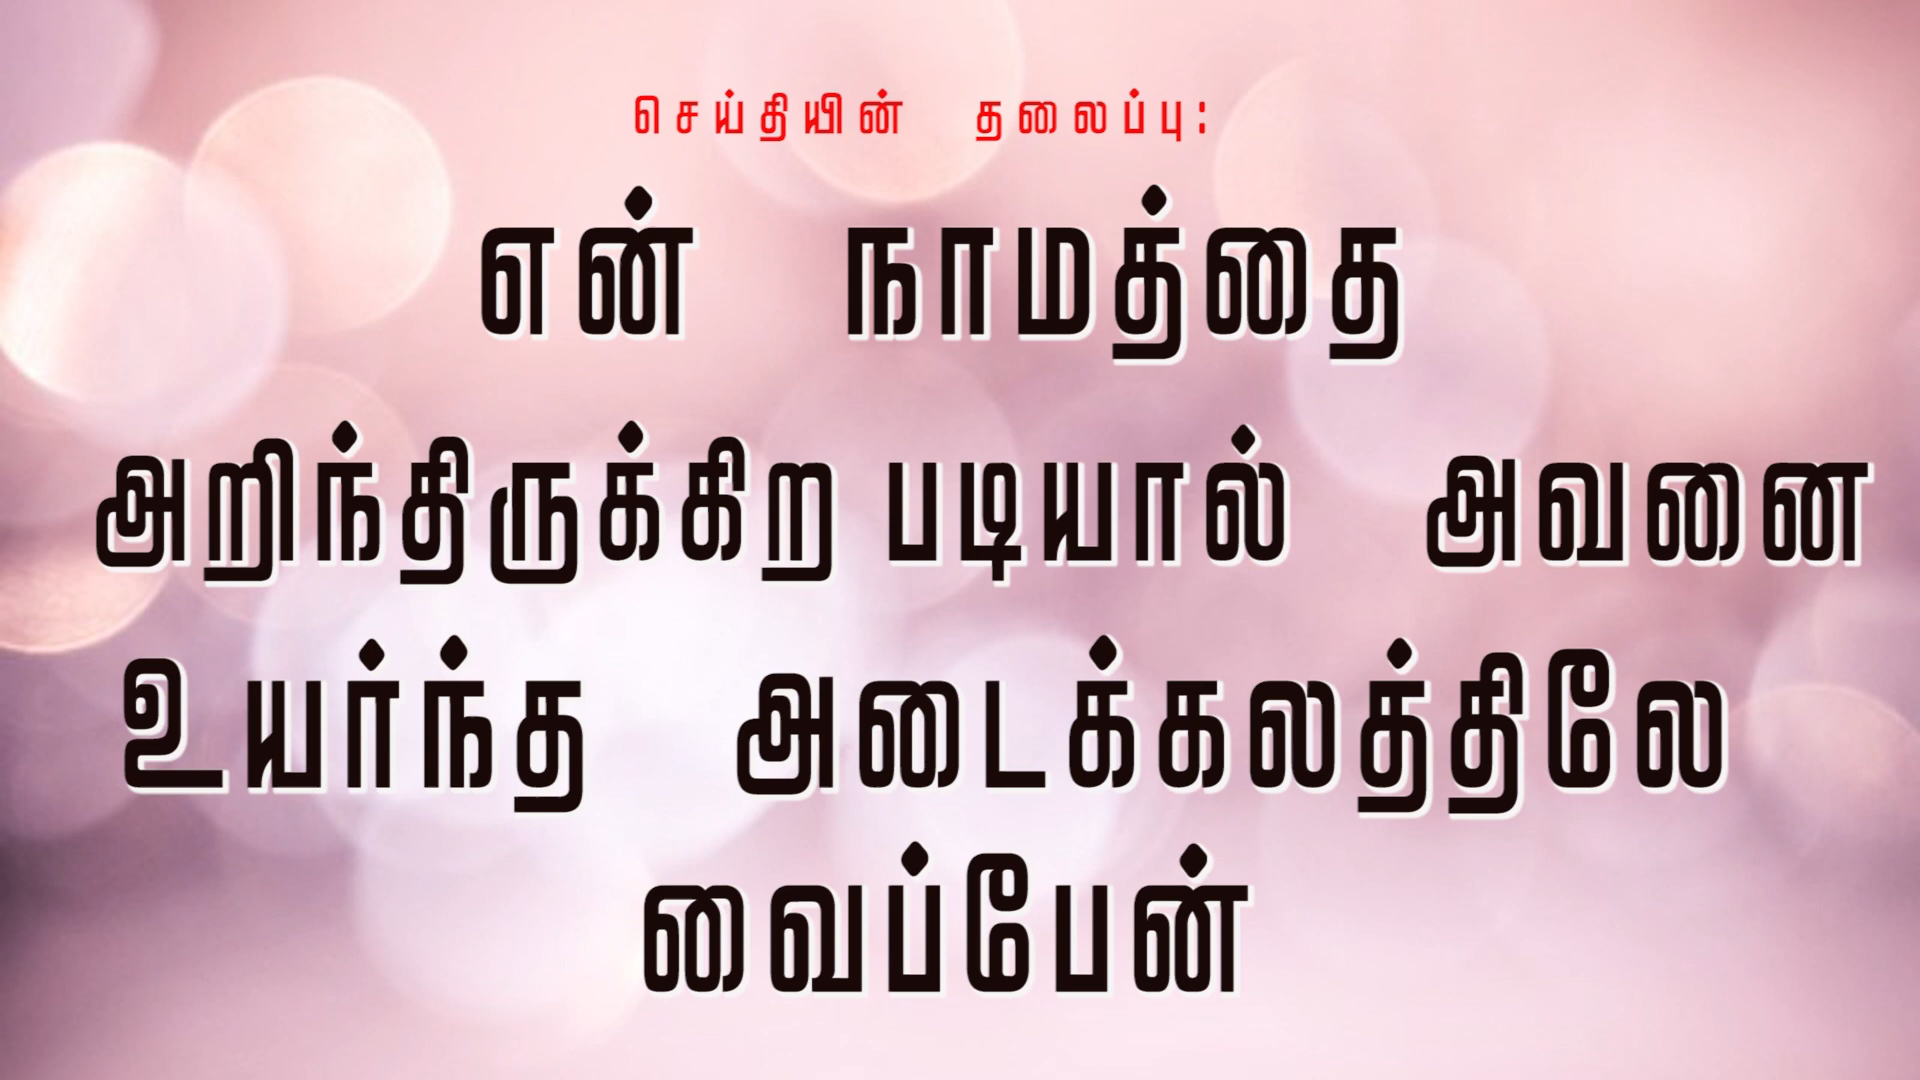 செய்தியின் தலைப்பு:
என் நாமத்தை
அறிந்திருக்கிற படியால் அவனை
உயர்ந்த அடைக்கலத்திலே
வைப்பேன்